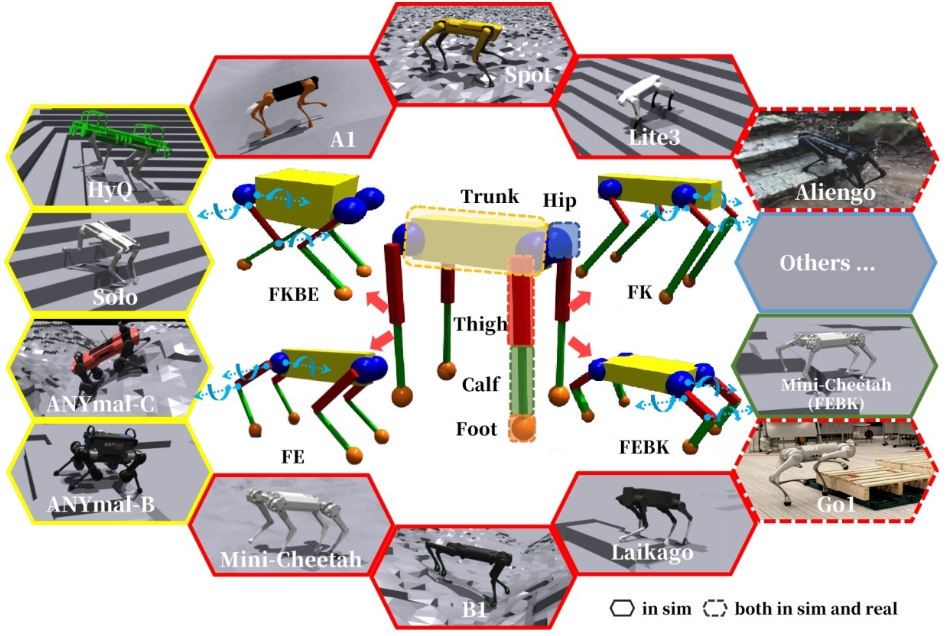 Spot
A1
Lite3
HyQ
Aliengo
Trunk
Hip
Solo
FKBE
FK
Others ...
Thigh
ANYmal-C
Calf
Mini-Cheetah
(FEBK)
Foot
FE
FEBK
ANYmal-B
Go1
Mini-Cheetah
B1
Laikago
in sim
both in sim and real